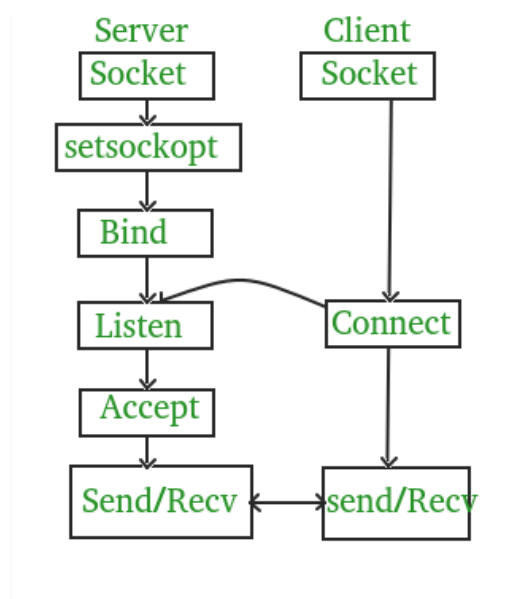 Server
Client
Socket
Socket
setsockopt
Bind
Listen
Connect
Accept
Send/Recv
send/Recv